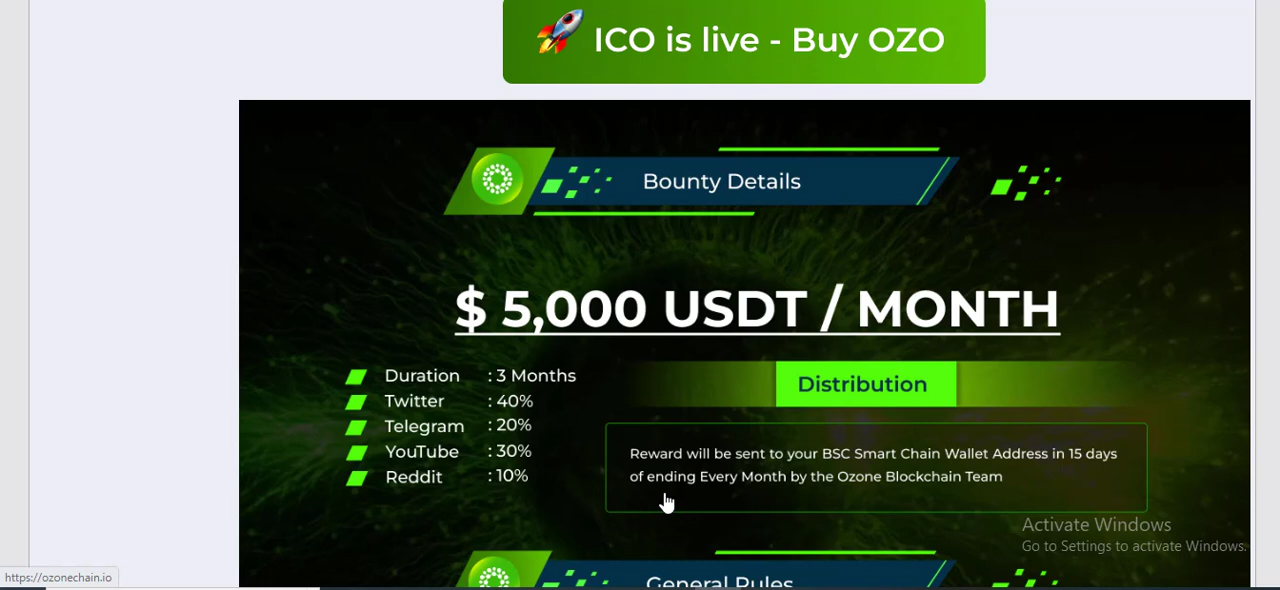 🚀 ICO is live - Buy OZO
Bounty Details
$ 5,000 USDT / MONTH
Duration : 3 Months
Twitter : 40%
Telegram : 20%
YouTube : 30%
Reddit : 10%
Distribution
Reward will be sent to your BSC Smart Chain Wallet Address in 15 days
of ending Every Month by the Ozone Blockchain Team
Activate Windows
Go to Settings to activate Windows.
General Rules
https://ozonechain.io